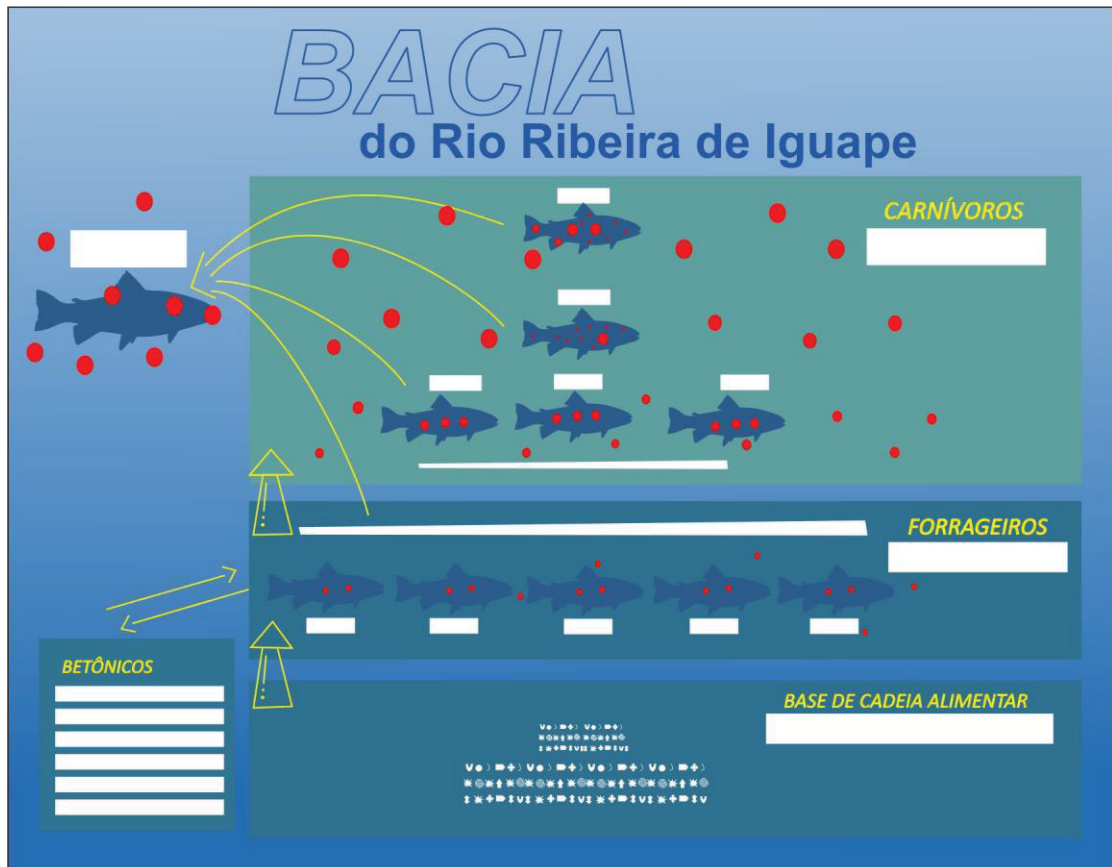 BACIA
do Rio Ribeira de Iguape
CARNÍVOROS
FORRAGEIROS
BETÔNICOS
BASE DE CADEIA ALIMENTAR